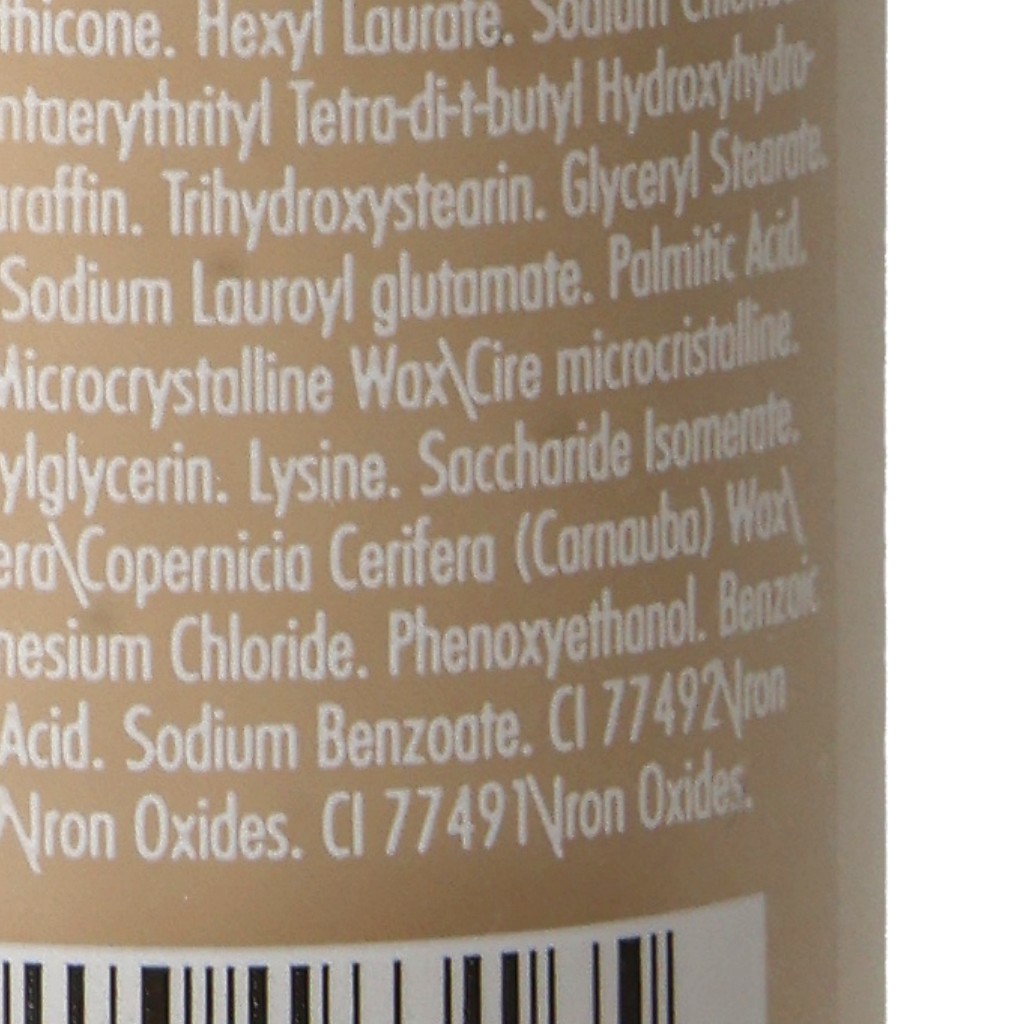 thicone. Hexyl Laurate. Sodium
ntaerythrityl Tetra-di-t-butyl Hydroxyhydro-
araffin. Trihydroxystearin. Glyceryl Stearate.
Sodium Lauroyl glutamate. Palmitic Acid.
Microcrystalline Wax\Cire microcristalline.
ylglycerin. Lysine. Saccharide Isomerate.
era\Copernicia Cerifera (Carnauba) Wax\
nesium Chloride. Phenoxyethanol. Benzoic
Acid. Sodium Benzoate. CI 77492\Iron
\Iron Oxides. CI 77491\Iron Oxides.